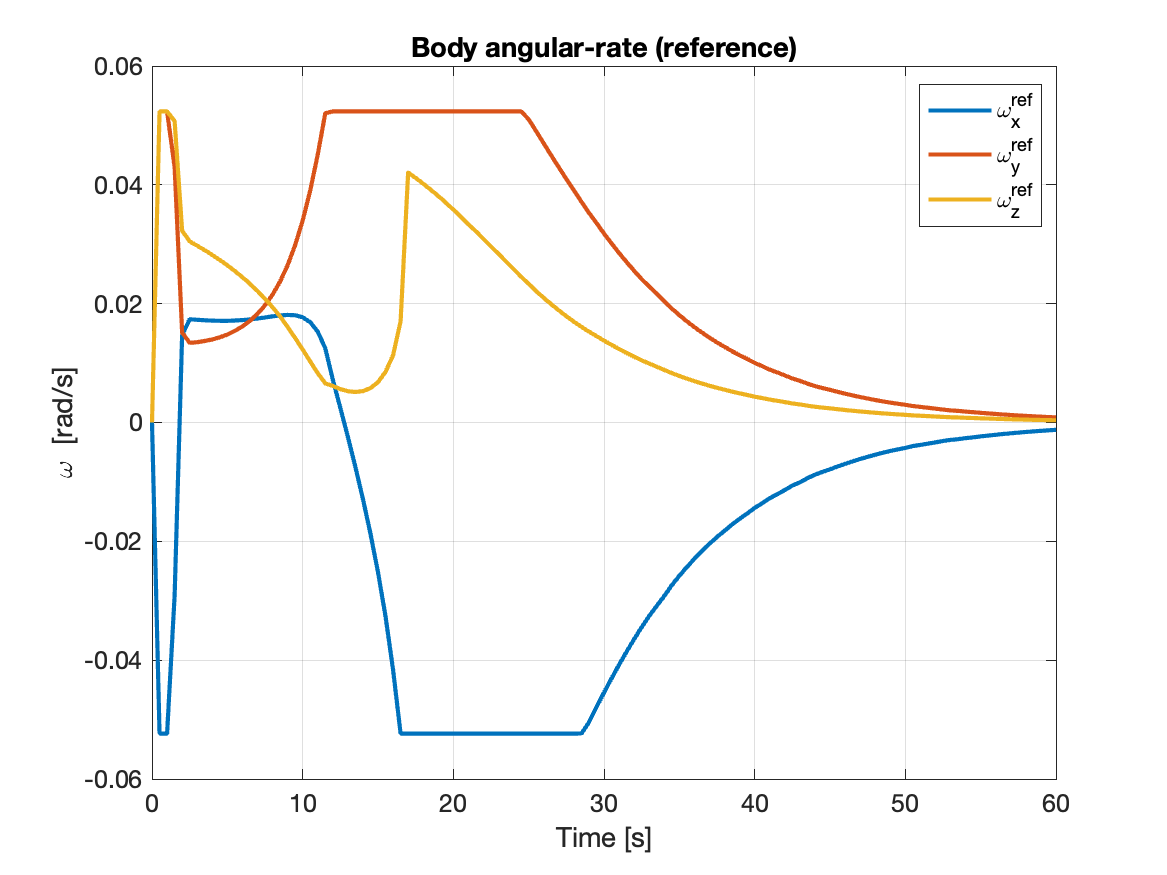 Body angular-rate (reference)
0.06
0.04
0.02
0
-0.02
-0.04
-0.06
ω [rad/s]
0 10 20 30 40 50 60
Time [s]
ω_x^ref
ω_y^ref
ω_z^ref